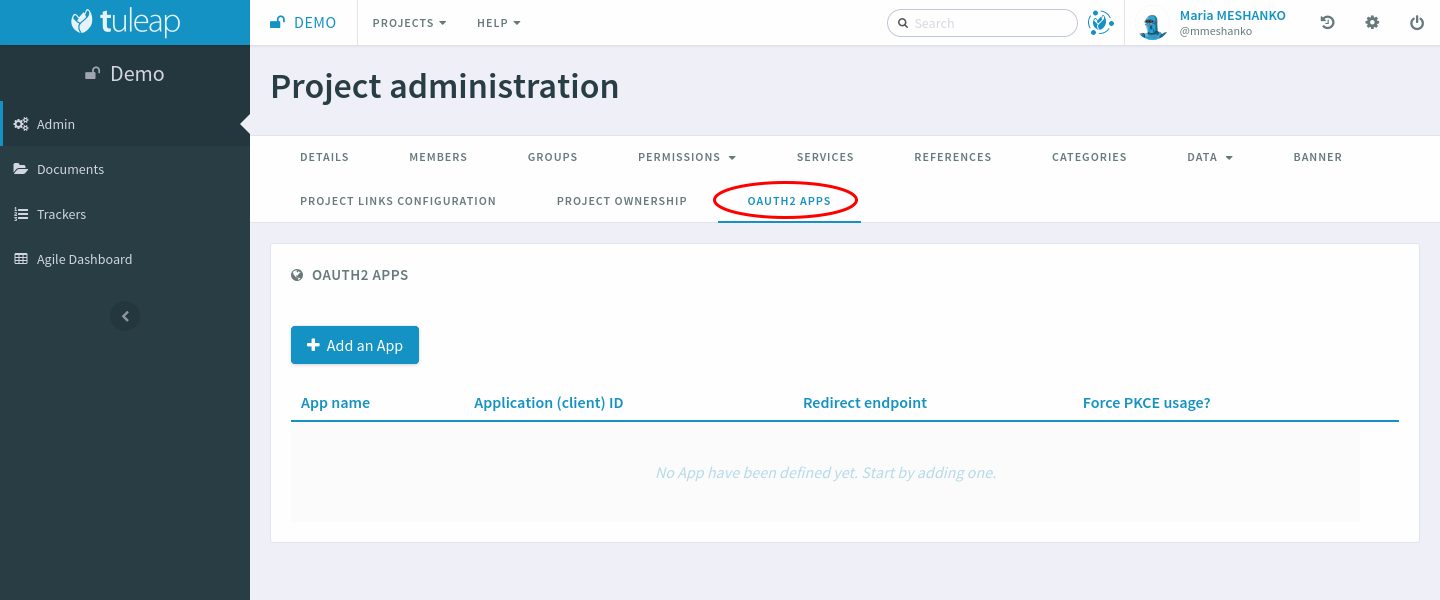 tuleap
DEMO PROJECTS HELP Search Maria MESHANKO
@mmeshanko
Demo
Admin
Documents
Trackers
Agile Dashboard
Project administration
DETAILS MEMBERS GROUPS PERMISSIONS SERVICES REFERENCES CATEGORIES DATA BANNER
PROJECT LINKS CONFIGURATION PROJECT OWNERSHIP OAUTH2 APPS
OAUTH2 APPS
Add an App
App name Application (client) ID Redirect endpoint Force PKCE usage?
No App have been defined yet. Start by adding one.